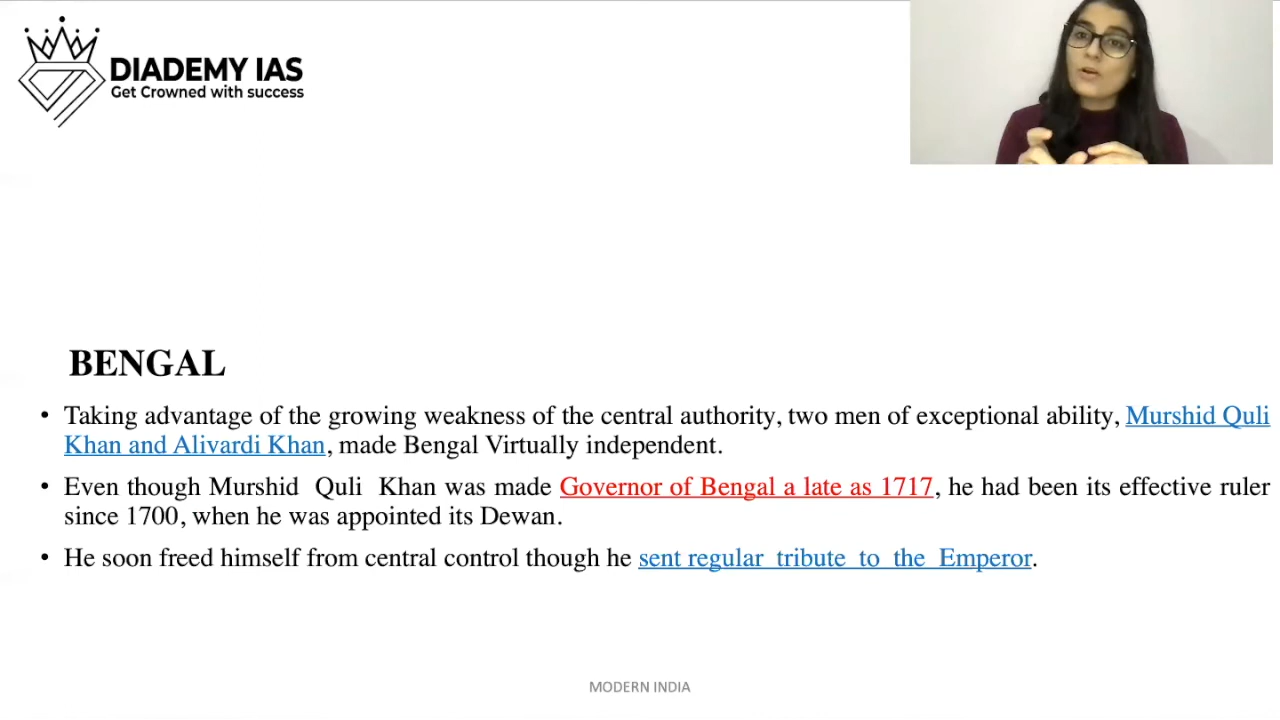 DIADEMY IAS
Get Crowned with success
BENGAL
• Taking advantage of the growing weakness of the central authority, two men of exceptional ability, Murshid Quli
Khan and Alivardi Khan, made Bengal Virtually independent.
• Even though Murshid Quli Khan was made Governor of Bengal a late as 1717, he had been its effective ruler
since 1700, when he was appointed its Dewan.
• He soon freed himself from central control though he sent regular tribute to the Emperor.
MODERN INDIA